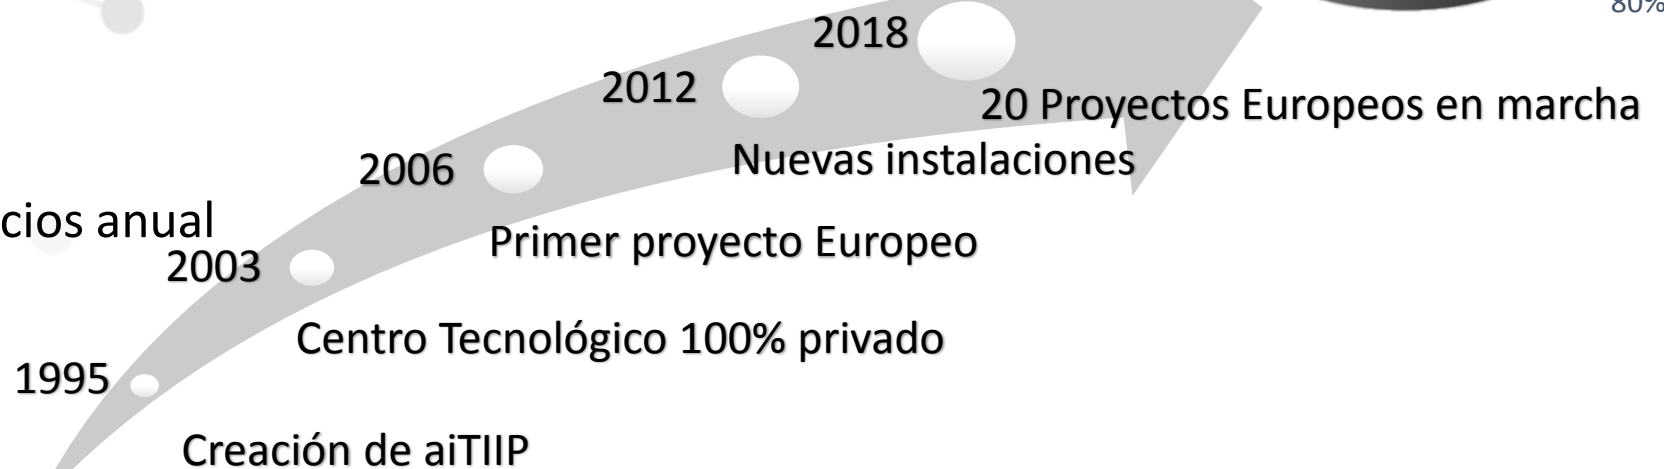 80%
2018
20 Proyectos Europeos en marcha
2012
Nuevas instalaciones
2006
Primer proyecto Europeo
cios anual
2003
Centro Tecnológico 100% privado
1995
Creación de aiTIIP